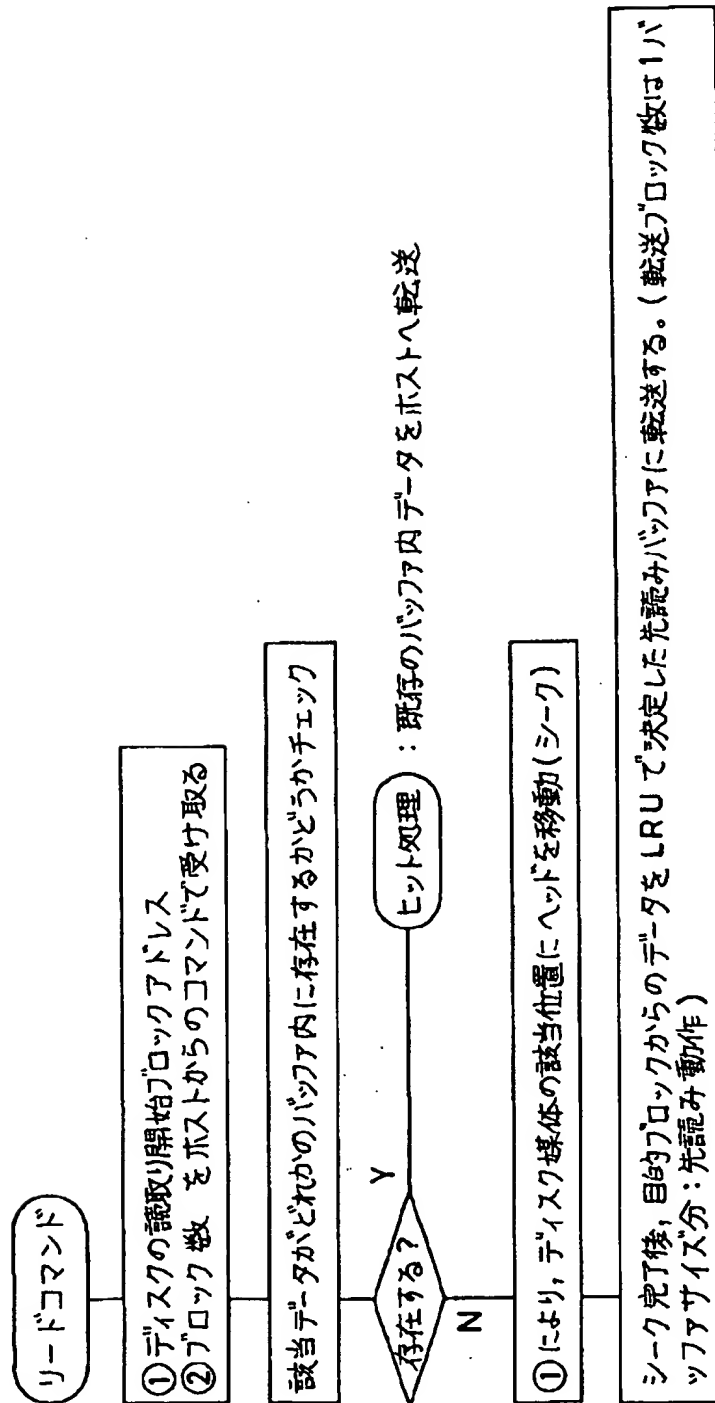 リードコマンド
①ディスクの読取り開始ブロックアドレス
②ブロック数 をホストからのコマンドで受け取る
該当データがどれかのバッファ内に存在するかどうかチェック
存在する?
Y
ヒット処理
:既存のバッファ内データをホストへ転送
N
①により,ディスク媒体の該当位置にヘッドを移動(シーク)
シーク完了後,目的ブロックからのデータをLRUで決定した先読みバッファに転送する。(転送ブロック数は1バ
ッファサイズ分:先読み動作)